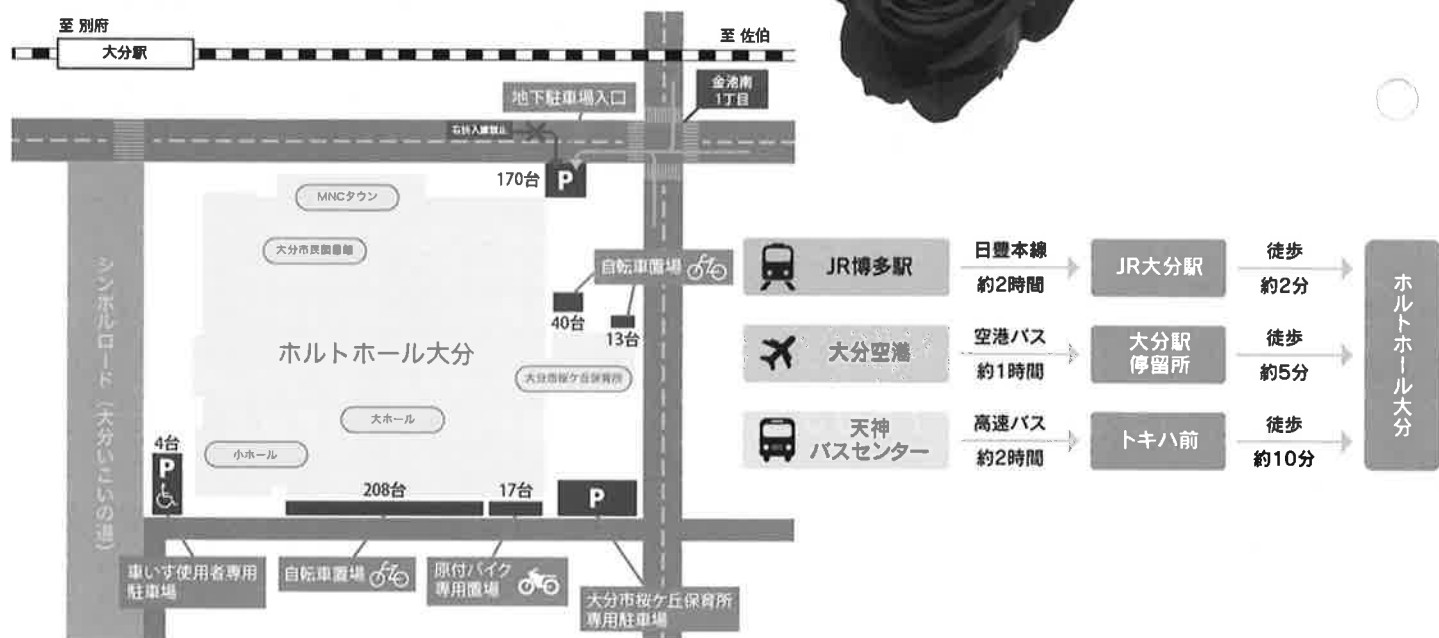 至 別府
大分駅
至 佐伯
金池南
1丁目
地下駐車場入口
右折入庫禁止
170台
P
MNCタウン
大分市民図書館
シンボルロード（大分いこいの道）
自転車置場
40台
13台
ホルトホール大分
大分市桜ケ丘保育所
大ホール
小ホール
4台
P
208台
17台
P
車いす使用者専用
駐車場
自転車置場
原付バイク
専用置場
大分市桜ケ丘保育所
専用駐車場
JR博多駅
日豊本線
約2時間
JR大分駅
徒歩
約2分
大分空港
空港バス
約1時間
大分駅
停留所
徒歩
約5分
天神
バスセンター
高速バス
約2時間
トキハ前
徒歩
約10分
ホルトホール大分